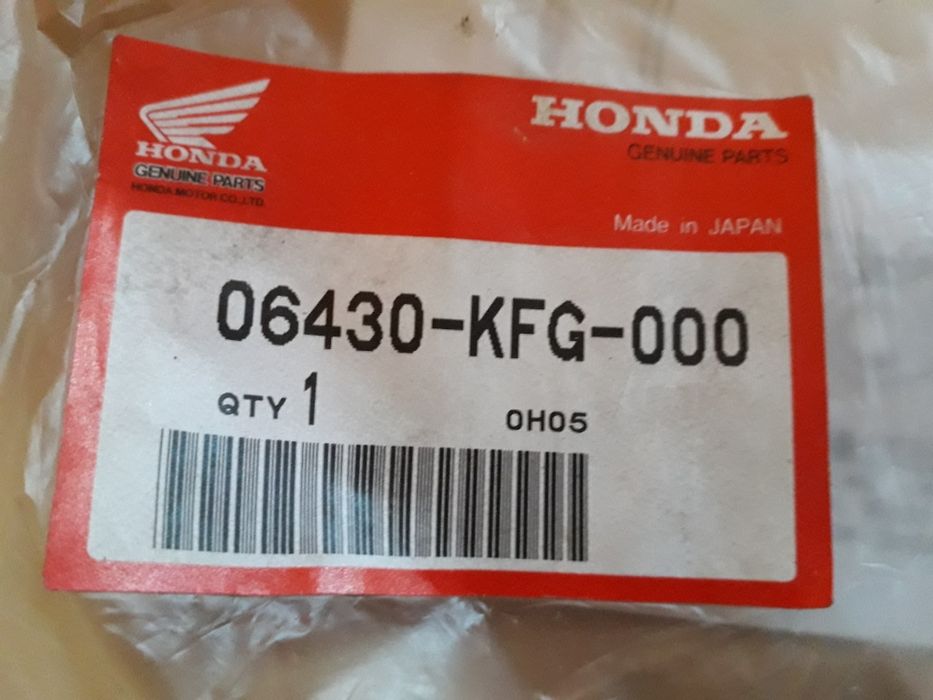 HONDA
GENUINE PARTS
HONDA MOTOR CO.,LTD.
HONDA
GENUINE PARTS
Made in JAPAN
06430-KFG-000
QTY 1 0H05